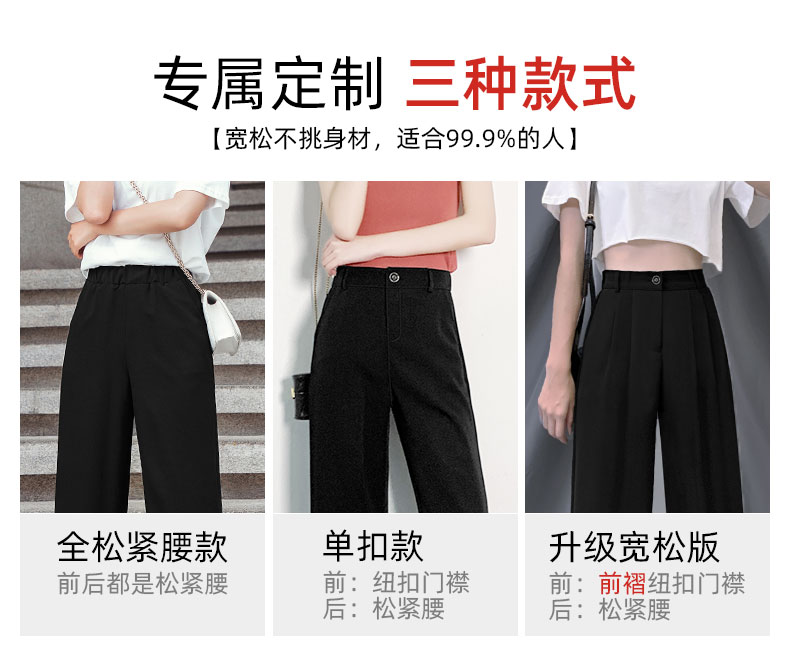 专属定制 三种款式
【宽松不挑身材，适合99.9%的人】
全松紧腰款
前后都是松紧腰
单扣款
前：纽扣门襟
后：松紧腰
升级宽松版
前：前褶纽扣门襟
后：松紧腰